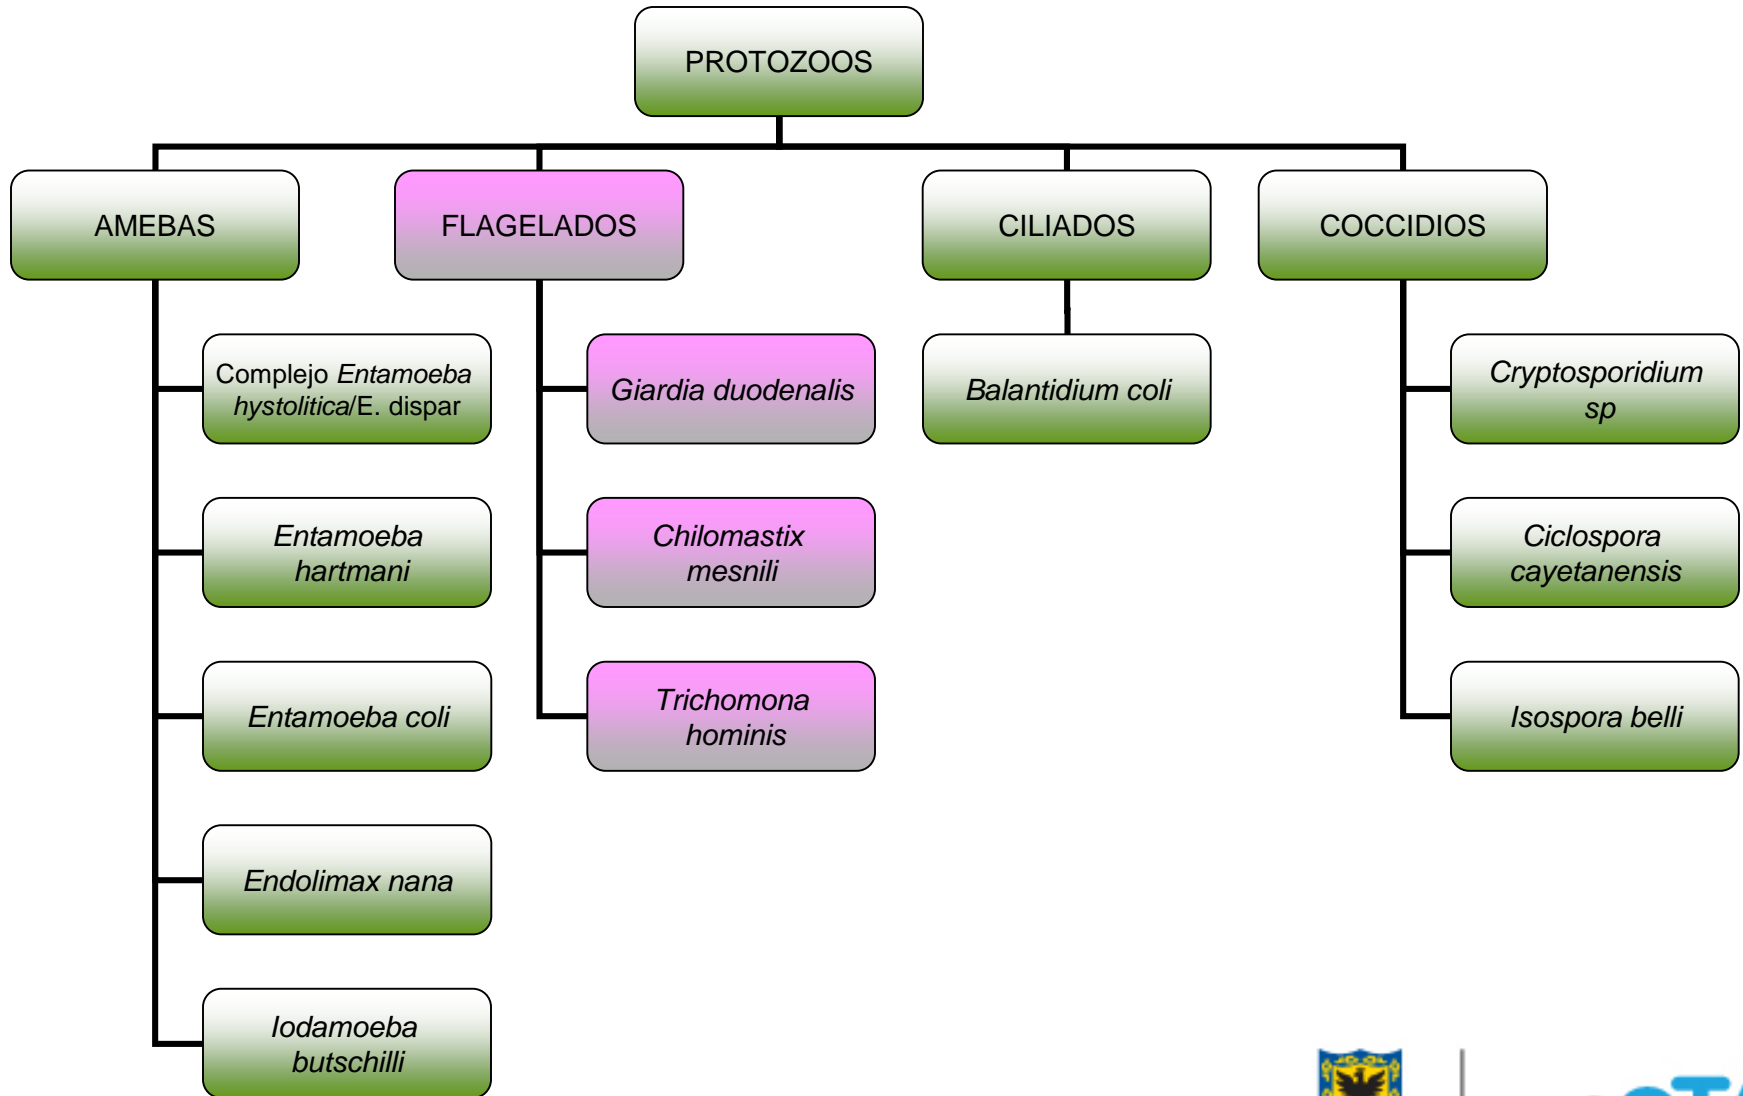 PROTOZOOS
AMEBAS
FLAGELADOS
CILIADOS
COCCIDIOS
Complejo Entamoeba
hystolitica/E. dispar
Giardia duodenalis
Balantidium coli
Cryptosporidium
sp
Entamoeba
hartmani
Chilomastix
mesnili
Ciclospora
cayetanensis
Entamoeba coli
Trichomona
hominis
Isospora belli
Endolimax nana
Iodamoeba
butschilli